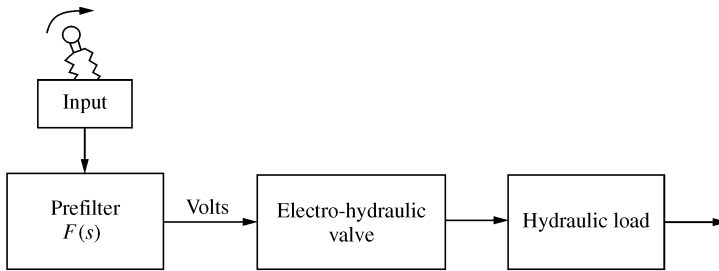 Input
Prefilter
F(s)
Volts
Electro-hydraulic
valve
Hydraulic load